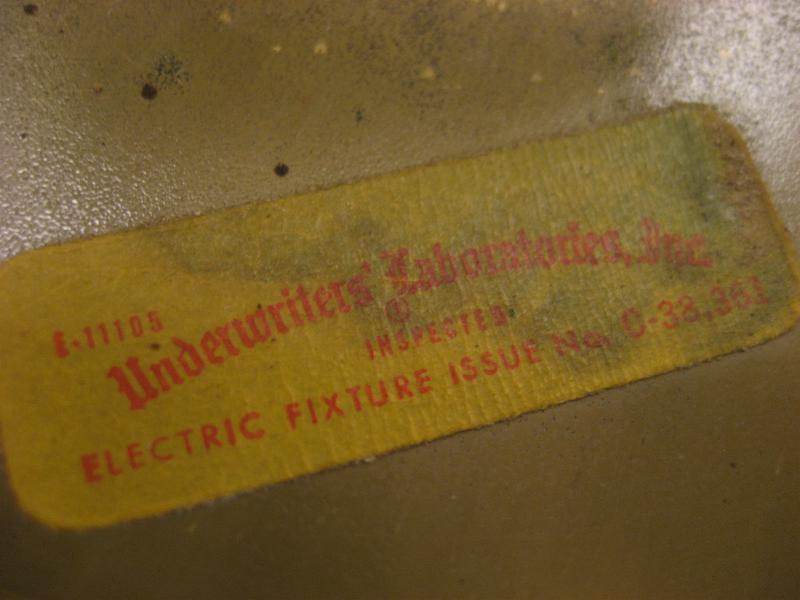 E-11105
Underwriters' Laboratories, Inc.
®
INSPECTED
ELECTRIC FIXTURE ISSUE No. C-38,361